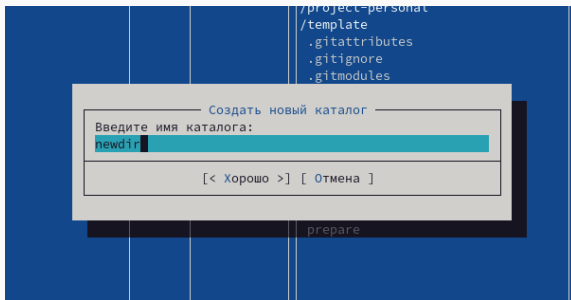 /project-personal
/template
.gitattributes
.gitignore
.gitmodules
Создать новый каталог
Введите имя каталога:
newdir
[< Хорошо >] [ Отмена ]
prepare